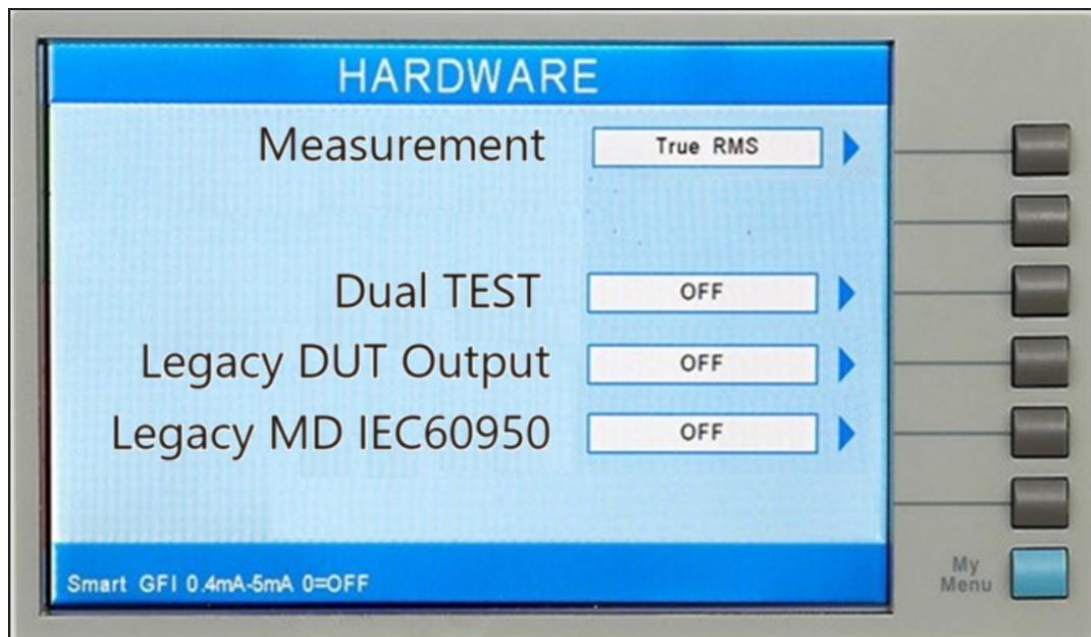 HARDWARE
Measurement True RMS
Dual TEST OFF
Legacy DUT Output OFF
Legacy MD IEC60950 OFF
Smart GFI 0.4mA-5mA 0=OFF
My
Menu